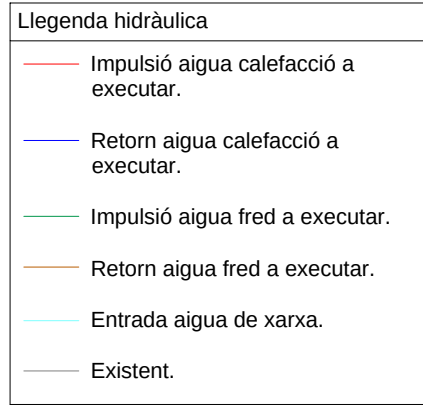 Llegenda hidràulica
Impulsió aigua calefacció a
executar.
Retorn aigua calefacció a
executar.
Impulsió aigua fred a executar.
Retorn aigua fred a executar.
Entrada aigua de xarxa.
Existent.